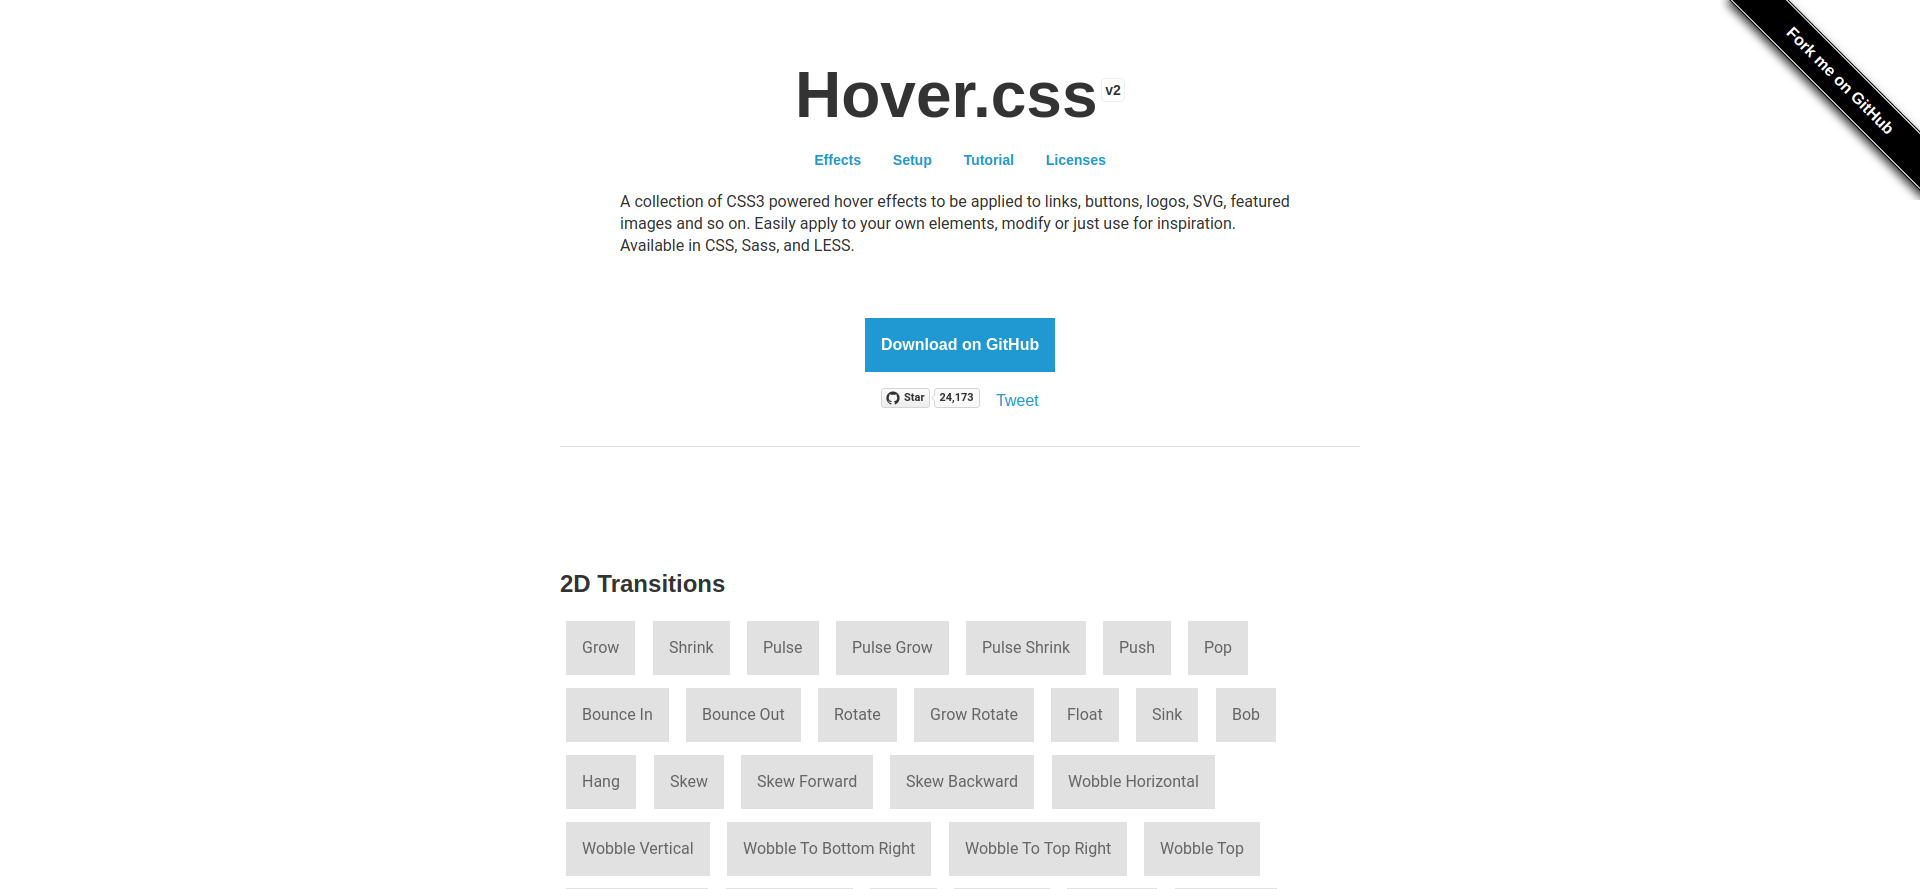 Fork me on GitHub
Hover.css v2
Effects Setup Tutorial Licenses
A collection of CSS3 powered hover effects to be applied to links, buttons, logos, SVG, featured
images and so on. Easily apply to your own elements, modify or just use for inspiration.
Available in CSS, Sass, and LESS.
Download on GitHub
Star 24,173 Tweet
2D Transitions
Grow Shrink Pulse Pulse Grow Pulse Shrink Push Pop
Bounce In Bounce Out Rotate Grow Rotate Float Sink Bob
Hang Skew Skew Forward Skew Backward Wobble Horizontal
Wobble Vertical Wobble To Bottom Right Wobble To Top Right Wobble Top